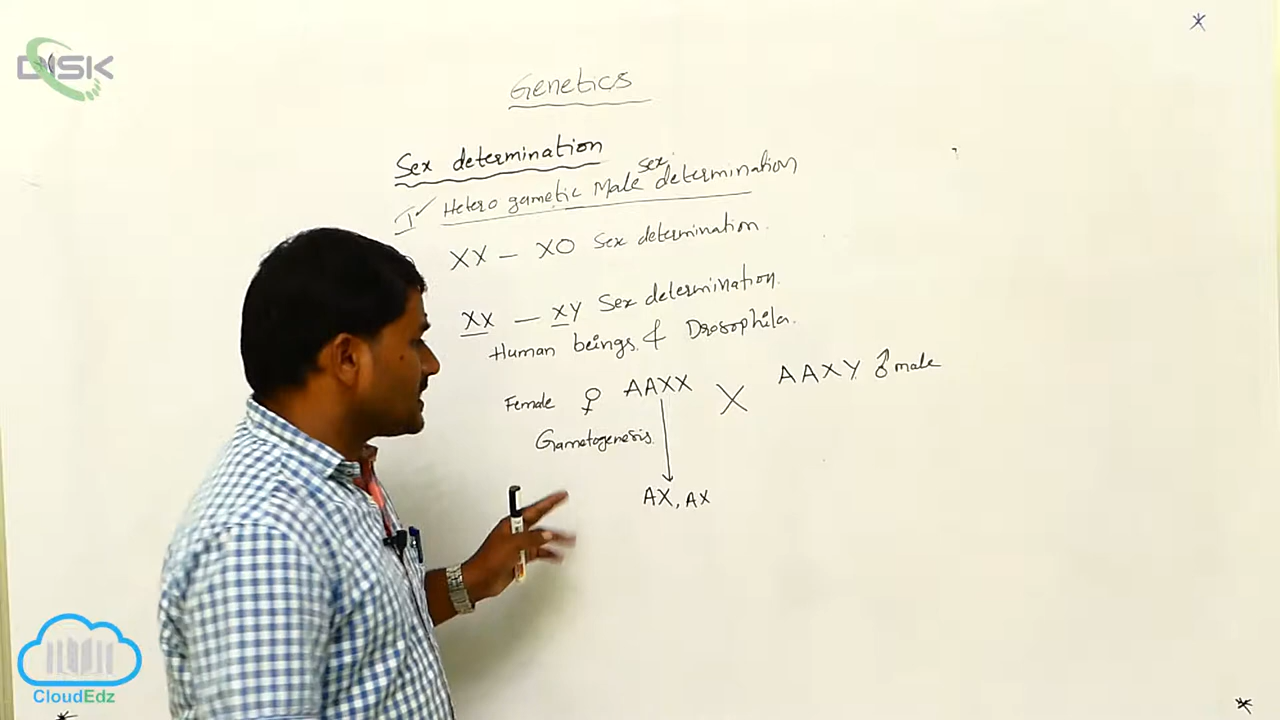 DISK
Genetics
Sex determination
I ✓ Hetero gametic Male sex determination
XX - XO Sex determination.
XX - XY Sex determination.
Human beings & Drosophila.
Female ♀ AAXX X AAXY ♂ male
Gametogenesis
AX, AX
CloudEdz